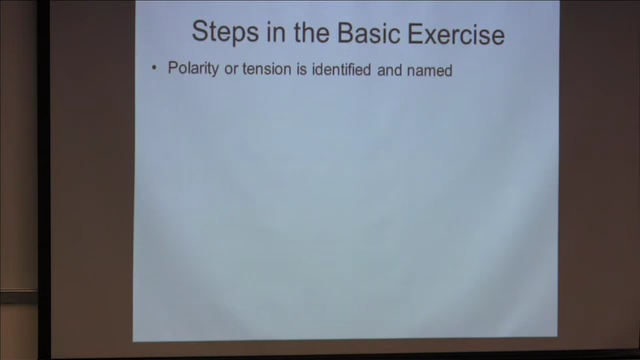 Steps in the Basic Exercise
• Polarity or tension is identified and named